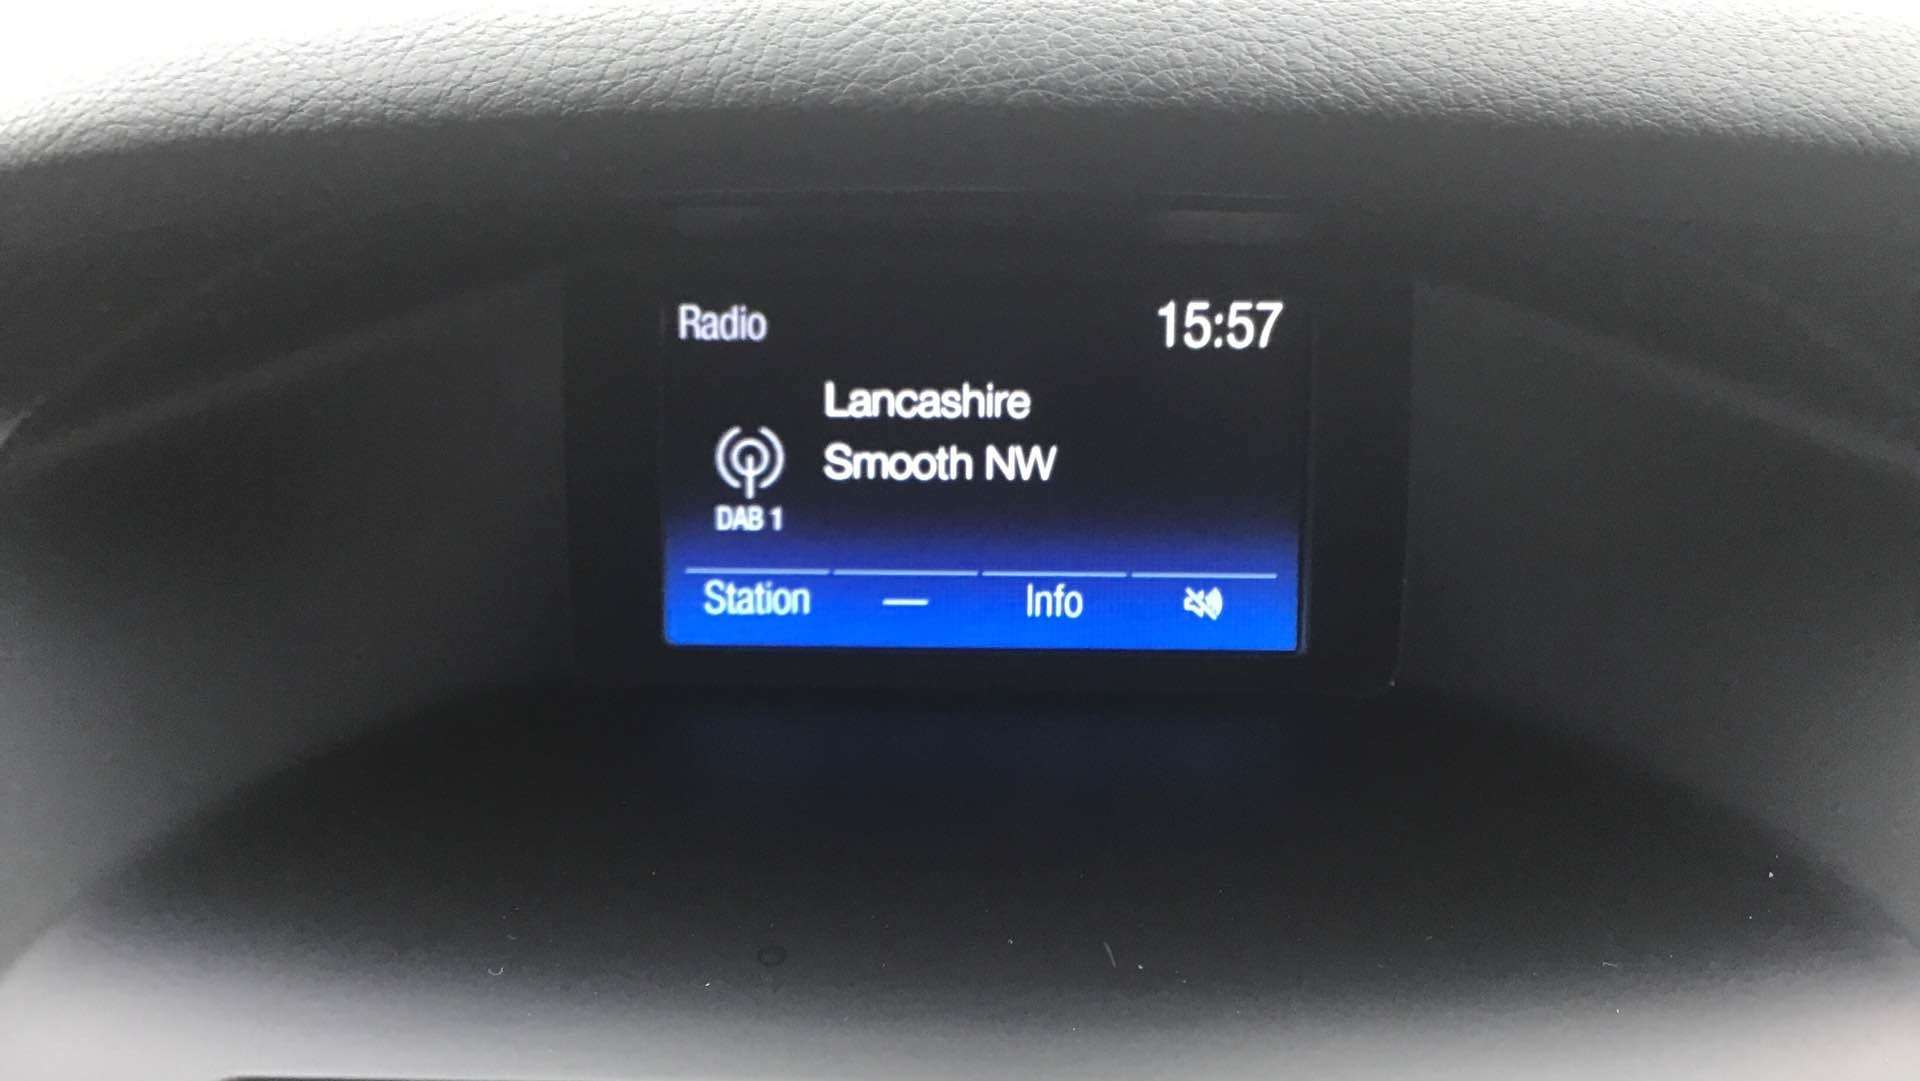 Radio
15:57
Lancashire
Smooth NW
DAB 1
Station
Info